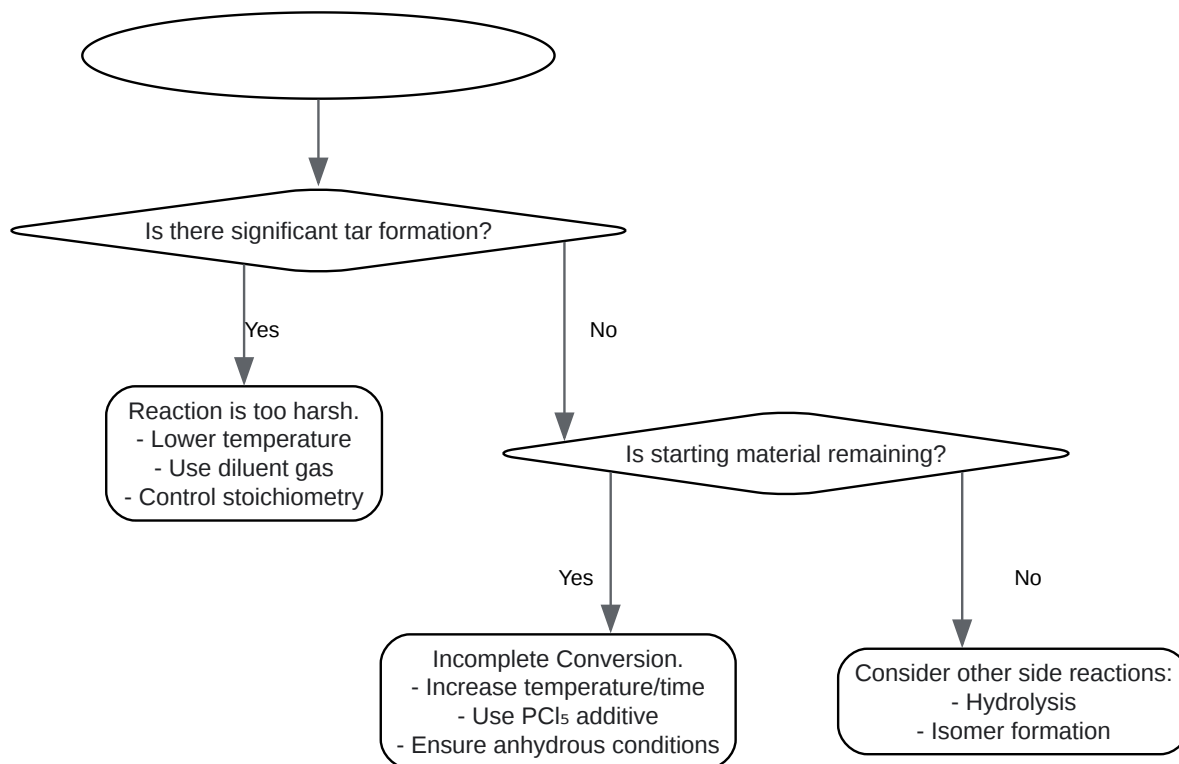 Is there significant tar formation?
Yes
No
Reaction is too harsh.
- Lower temperature
- Use diluent gas
- Control stoichiometry
Is starting material remaining?
Yes
No
Incomplete Conversion.
- Increase temperature/time
- Use PCl₅ additive
- Ensure anhydrous conditions
Consider other side reactions:
- Hydrolysis
- Isomer formation